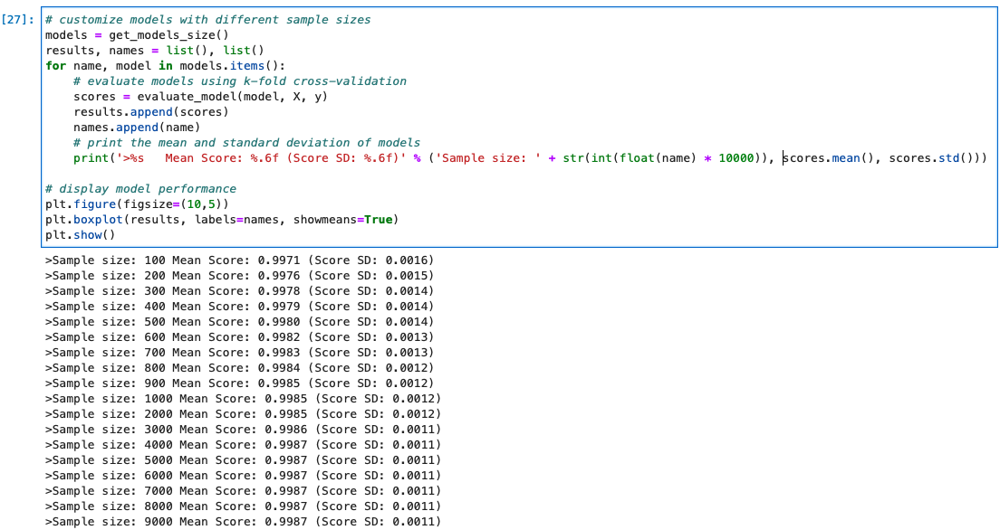 [27]: # customize models with different sample sizes
models = get_models_size()
results, names = list(), list()
for name, model in models.items():
    # evaluate models using k-fold cross-validation
    scores = evaluate_model(model, X, y)
    results.append(scores)
    names.append(name)
    # print the mean and standard deviation of models
    print('>%s   Mean Score: %.6f (Score SD: %.6f)' % ('Sample size: ' + str(int(float(name) * 10000)), scores.mean(), scores.std()))

# display model performance
plt.figure(figsize=(10,5))
plt.boxplot(results, labels=names, showmeans=True)
plt.show()
>Sample size: 100 Mean Score: 0.9971 (Score SD: 0.0016)
>Sample size: 200 Mean Score: 0.9976 (Score SD: 0.0015)
>Sample size: 300 Mean Score: 0.9978 (Score SD: 0.0014)
>Sample size: 400 Mean Score: 0.9979 (Score SD: 0.0014)
>Sample size: 500 Mean Score: 0.9980 (Score SD: 0.0014)
>Sample size: 600 Mean Score: 0.9982 (Score SD: 0.0013)
>Sample size: 700 Mean Score: 0.9983 (Score SD: 0.0013)
>Sample size: 800 Mean Score: 0.9984 (Score SD: 0.0012)
>Sample size: 900 Mean Score: 0.9985 (Score SD: 0.0012)
>Sample size: 1000 Mean Score: 0.9985 (Score SD: 0.0012)
>Sample size: 2000 Mean Score: 0.9985 (Score SD: 0.0012)
>Sample size: 3000 Mean Score: 0.9986 (Score SD: 0.0011)
>Sample size: 4000 Mean Score: 0.9987 (Score SD: 0.0011)
>Sample size: 5000 Mean Score: 0.9987 (Score SD: 0.0011)
>Sample size: 6000 Mean Score: 0.9987 (Score SD: 0.0011)
>Sample size: 7000 Mean Score: 0.9987 (Score SD: 0.0011)
>Sample size: 8000 Mean Score: 0.9987 (Score SD: 0.0011)
>Sample size: 9000 Mean Score: 0.9987 (Score SD: 0.0011)